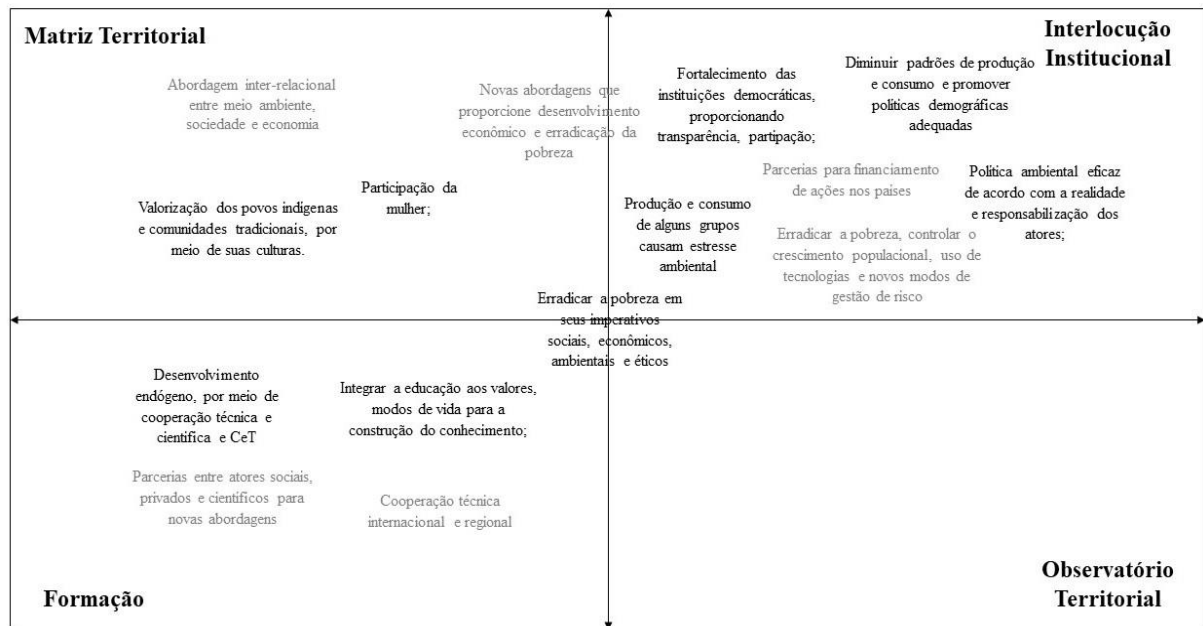 Matriz Territorial
Abordagem inter-relacional
entre meio ambiente,
sociedade e economia
Novas abordagens que
proporcione desenvolvimento
econômico e erradicação da
pobreza
Participação da
mulher;
Valorização dos povos indígenas
e comunidades tradicionais, por
meio de suas culturas.
Interlocução
Institucional
Fortalecimento das
instituições democráticas,
proporcionando
transparência, partipação;
Diminuir padrões de produção
e consumo e promover
políticas demográficas
adequadas
Parcerias para financiamento
de ações nos países
Política ambiental eficaz
de acordo com a realidade
e responsabilização dos
atores;
Produção e consumo
de alguns grupos
causam estresse
ambiental
Erradicar a pobreza, controlar o
crescimento populacional, uso de
tecnologias e novos modos de
gestão de risco
Erradicar a pobreza em
seus imperativos
sociais, econômicos,
ambientais e éticos
Desenvolvimento
endógeno, por meio de
cooperação técnica e
científica e CeT
Integrar a educação aos valores,
modos de vida para a
construção do conhecimento;
Parcerias entre atores sociais,
privados e científicos para
novas abordagens
Cooperação técnica
internacional e regional
Formação
Observatório
Territorial